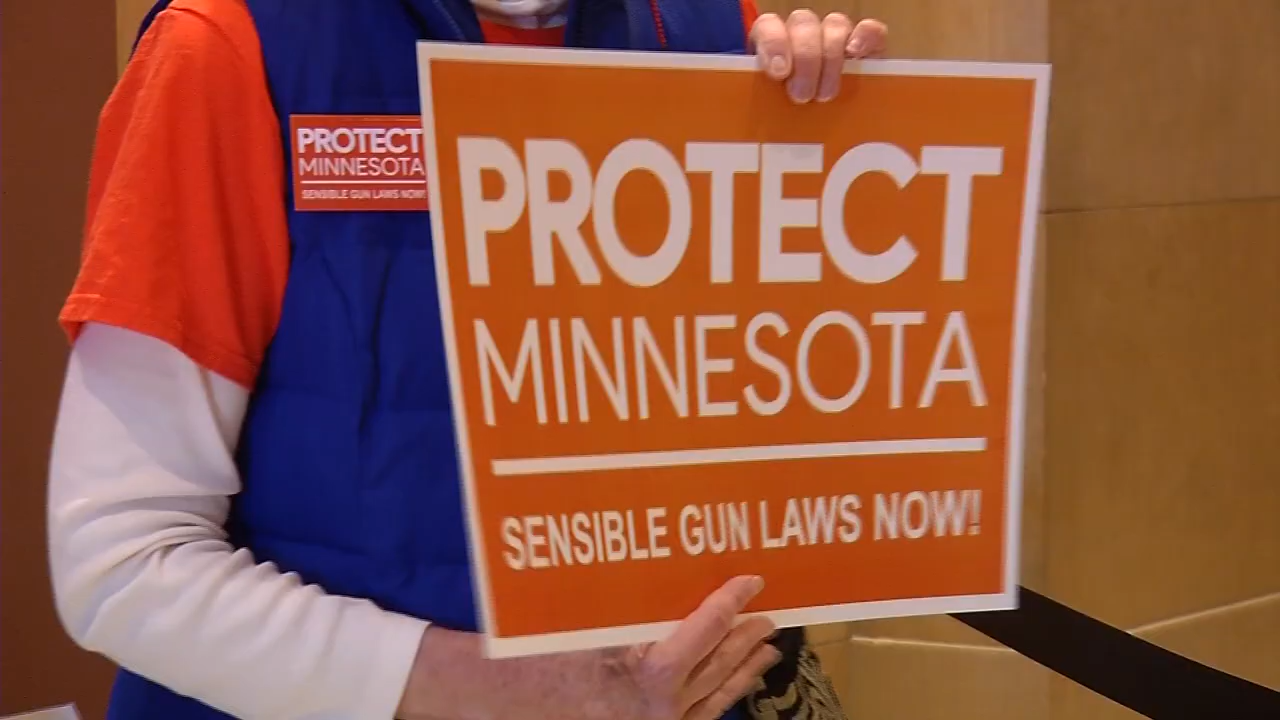 PROTECT
MINNESOTA
SENSIBLE GUN LAWS NOW!
PROTECT
MINNESOTA
SENSIBLE GUN LAWS NOW!